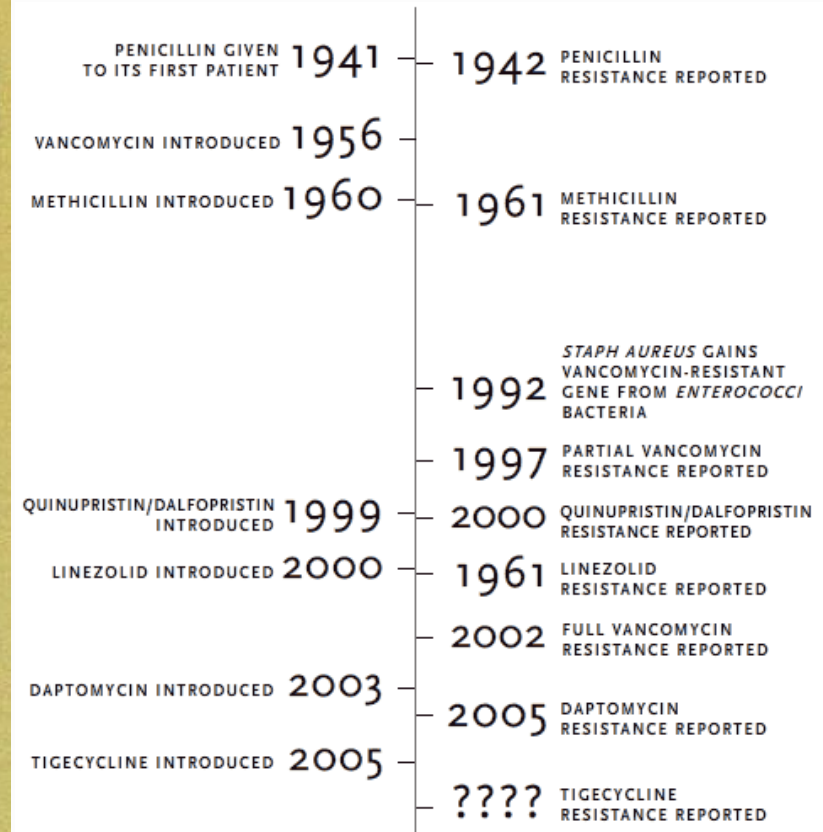 PENICILLIN GIVEN
TO ITS FIRST PATIENT 1941
1942 PENICILLIN
RESISTANCE REPORTED
VANCOMYCIN INTRODUCED 1956
METHICILLIN INTRODUCED 1960
1961 METHICILLIN
RESISTANCE REPORTED
1992 STAPH AUREUS GAINS
VANCOMYCIN-RESISTANT
GENE FROM ENTEROCOCCI
BACTERIA
1997 PARTIAL VANCOMYCIN
RESISTANCE REPORTED
QUINUPRISTIN/DALFOPRISTIN
INTRODUCED 1999
2000 QUINUPRISTIN/DALFOPRISTIN
RESISTANCE REPORTED
LINEZOLID INTRODUCED 2000
1961 LINEZOLID
RESISTANCE REPORTED
2002 FULL VANCOMYCIN
RESISTANCE REPORTED
DAPTOMYCIN INTRODUCED 2003
2005 DAPTOMYCIN
RESISTANCE REPORTED
TIGECYCLINE INTRODUCED 2005
???? TIGECYCLINE
RESISTANCE REPORTED